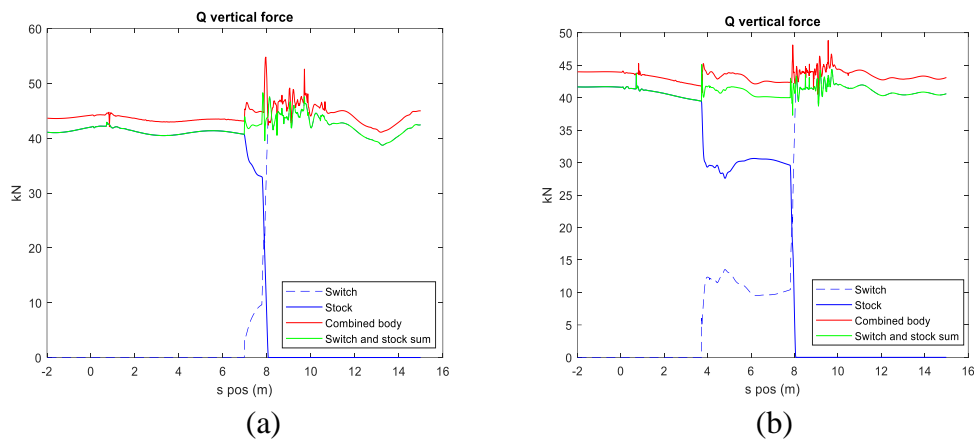 Q vertical force
60
50
40
30
20
10
0
kN
-2 0 2 4 6 8 10 12 14 16
s pos (m)
Switch
Stock
Combined body
Switch and stock sum
(a)
Q vertical force
50
45
40
35
30
25
20
15
10
5
0
kN
-2 0 2 4 6 8 10 12 14 16
s pos (m)
Switch
Stock
Combined body
Switch and stock sum
(b)